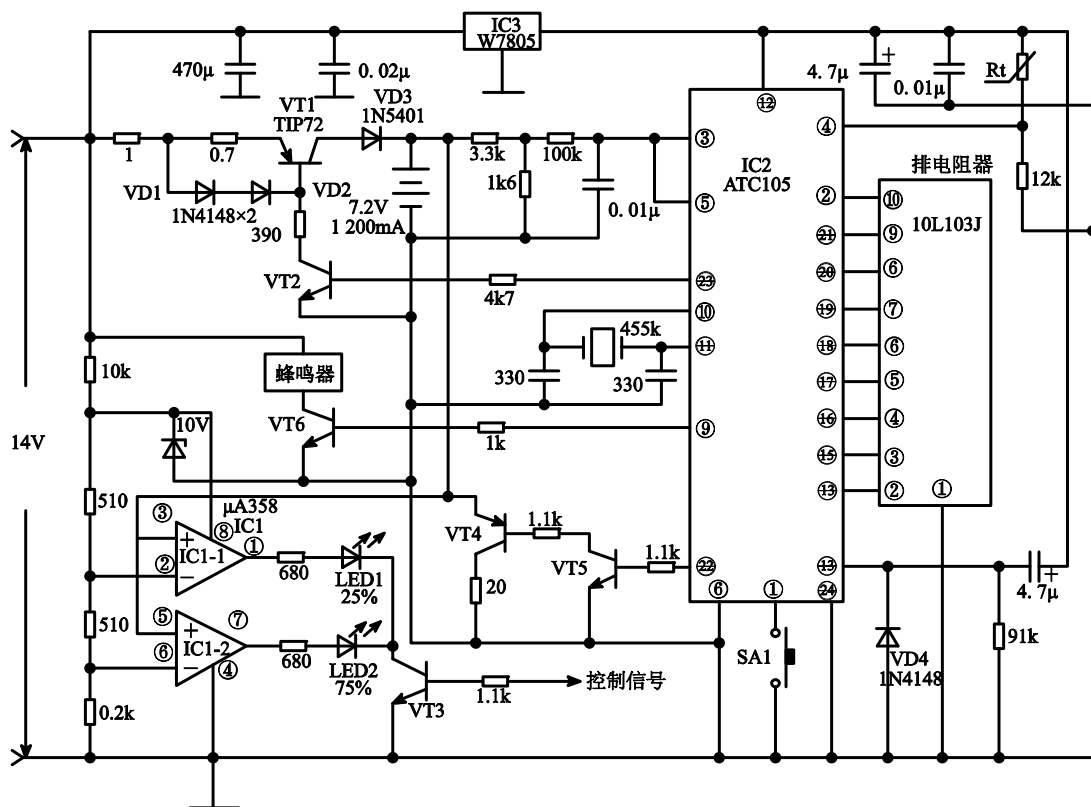 IC3
W7805
470μ
0.02μ
4.7μ
0.01μ
Rt
VT1
TIP72
VD3
1N5401
⑫
③
④
1
0.7
3.3k
100k
IC2
ATC105
排电阻器
12k
VD1
VD2
1N4148×2
390
7.2V
1 200mA
1k6
0.01μ
⑤
②
⑩
10L103J
㉑
⑨
VT2
4k7
㉓
⑳
⑥
⑩
⑲
⑦
455k
⑪
⑱
⑥
10k
蜂鸣器
330
330
⑰
⑤
14V
10V
VT6
1k
⑨
⑯
④
⑮
③
510
③
μA358
IC1
⑧
⑬
②
①
+
IC1-1
−
②
①
680
LED1
25%
VT4
1.1k
VT5
1.1k
20
㉒
⑥
①
⑬
㉔
4.7μ
510
⑤
+
IC1-2
−
⑥
⑦
④
680
LED2
75%
SA1
VD4
1N4148
91k
0.2k
VT3
1.1k
控制信号